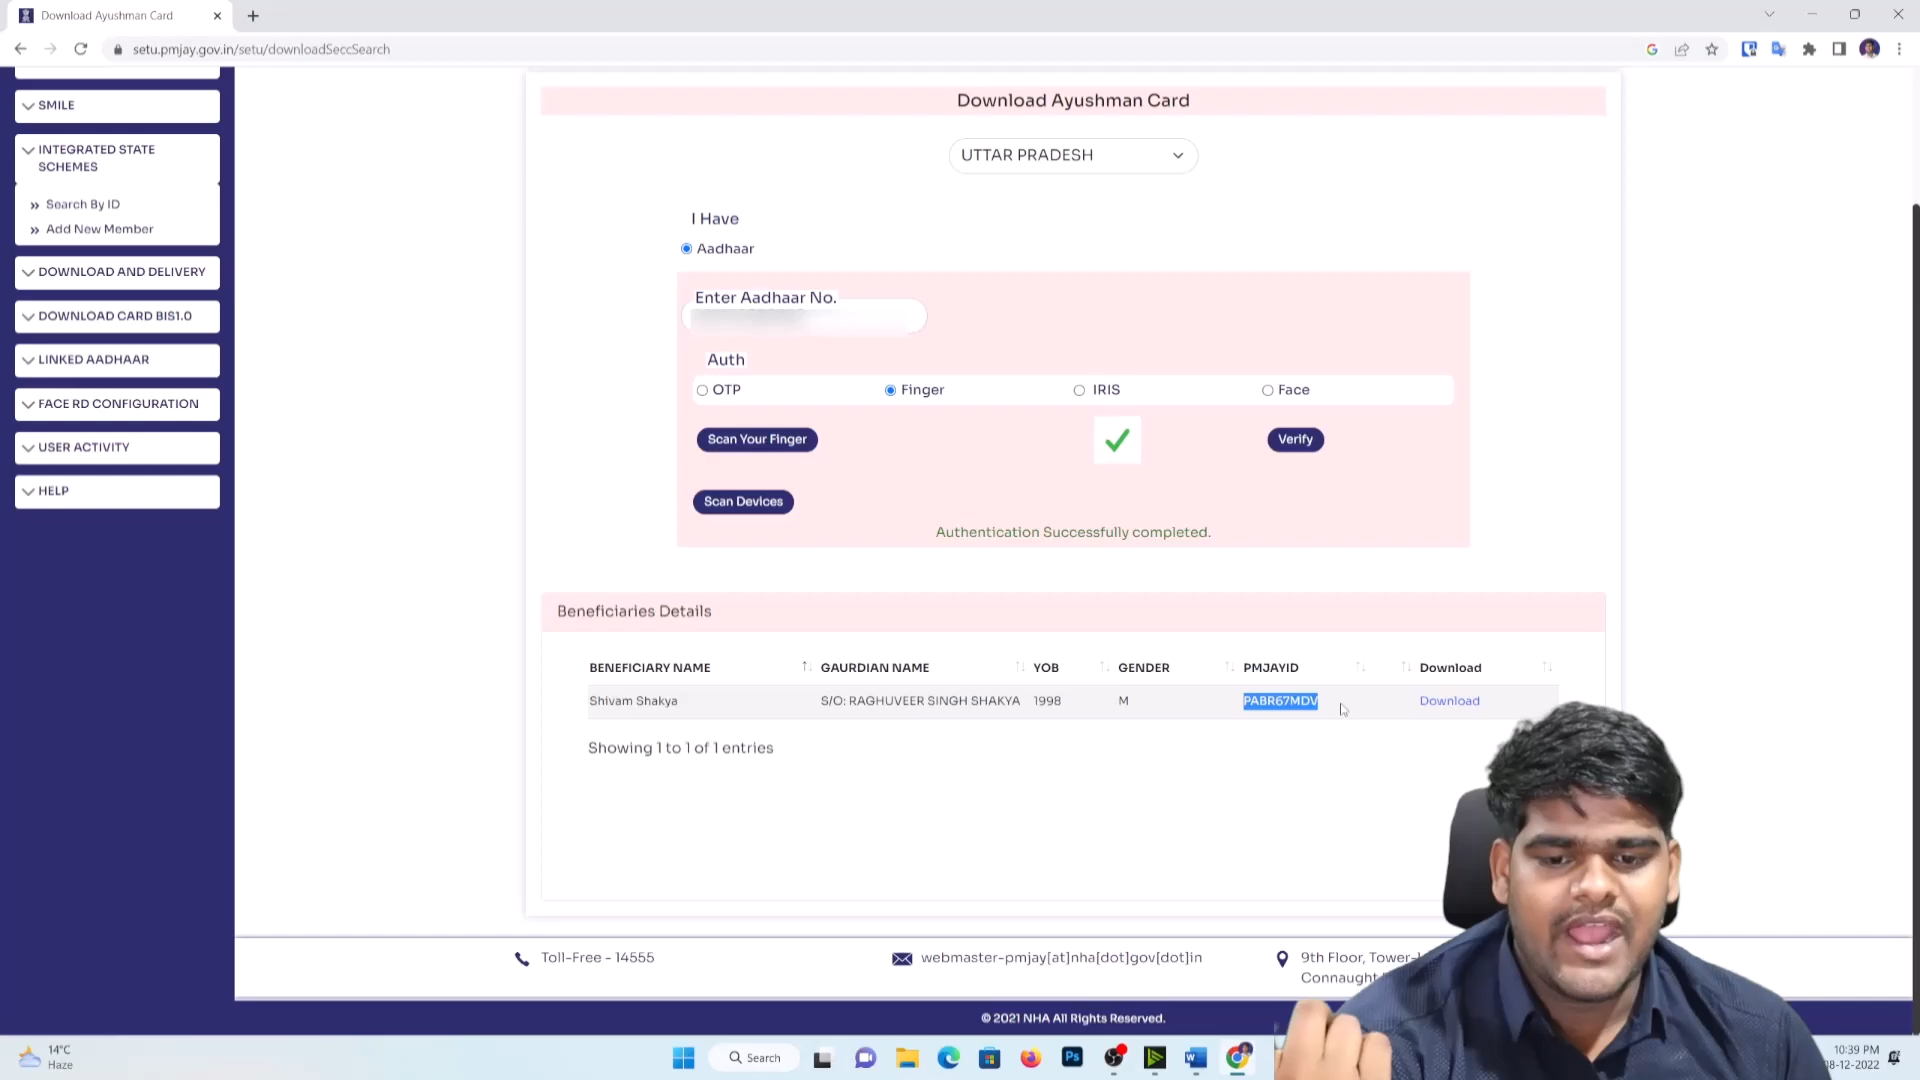 Download Ayushman Card
setu.pmjay.gov.in/setu/downloadSeccSearch
SMILE
INTEGRATED STATE
SCHEMES
Search By ID
Add New Member
DOWNLOAD AND DELIVERY
DOWNLOAD CARD BIS1.0
LINKED AADHAAR
FACE RD CONFIGURATION
USER ACTIVITY
HELP
Download Ayushman Card
UTTAR PRADESH
I Have
Aadhaar
Enter Aadhaar No.
Auth
OTP Finger IRIS Face
Scan Your Finger Verify
Scan Devices
Authentication Successfully completed.
Beneficiaries Details
BENEFICIARY NAME GAURDIAN NAME YOB GENDER PMJAYID Download
Shivam Shakya S/O: RAGHUVEER SINGH SHAKYA 1998 M PABR67MDV Download
Showing 1 to 1 of 1 entries
Toll-Free - 14555 webmaster-pmjay[at]nha[dot]gov[dot]in 9th Floor,
Connaught
© 2021 NHA All Rights Reserved.
14°C
Haze
Search
Ps
10:39 PM
08-12-2022